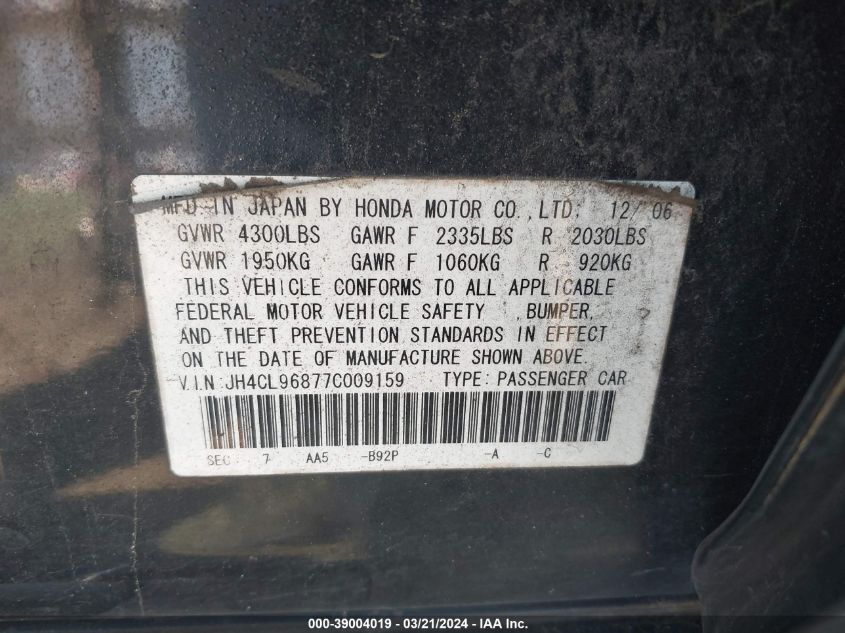 MFD IN JAPAN BY HONDA MOTOR CO.,LTD. 12/'06
GVWR 4300LBS GAWR F 2335LBS R 2030LBS
GVWR 1950KG GAWR F 1060KG R 920KG
THIS VEHICLE CONFORMS TO ALL APPLICABLE
FEDERAL MOTOR VEHICLE SAFETY ,BUMPER,
AND THEFT PREVENTION STANDARDS IN EFFECT
ON THE DATE OF MANUFACTURE SHOWN ABOVE.
V.I.N:JH4CL96877C009159 TYPE:PASSENGER CAR
SEC 7 AA5 -B92P -A -C
000-39004019 - 03/21/2024 - IAA Inc.